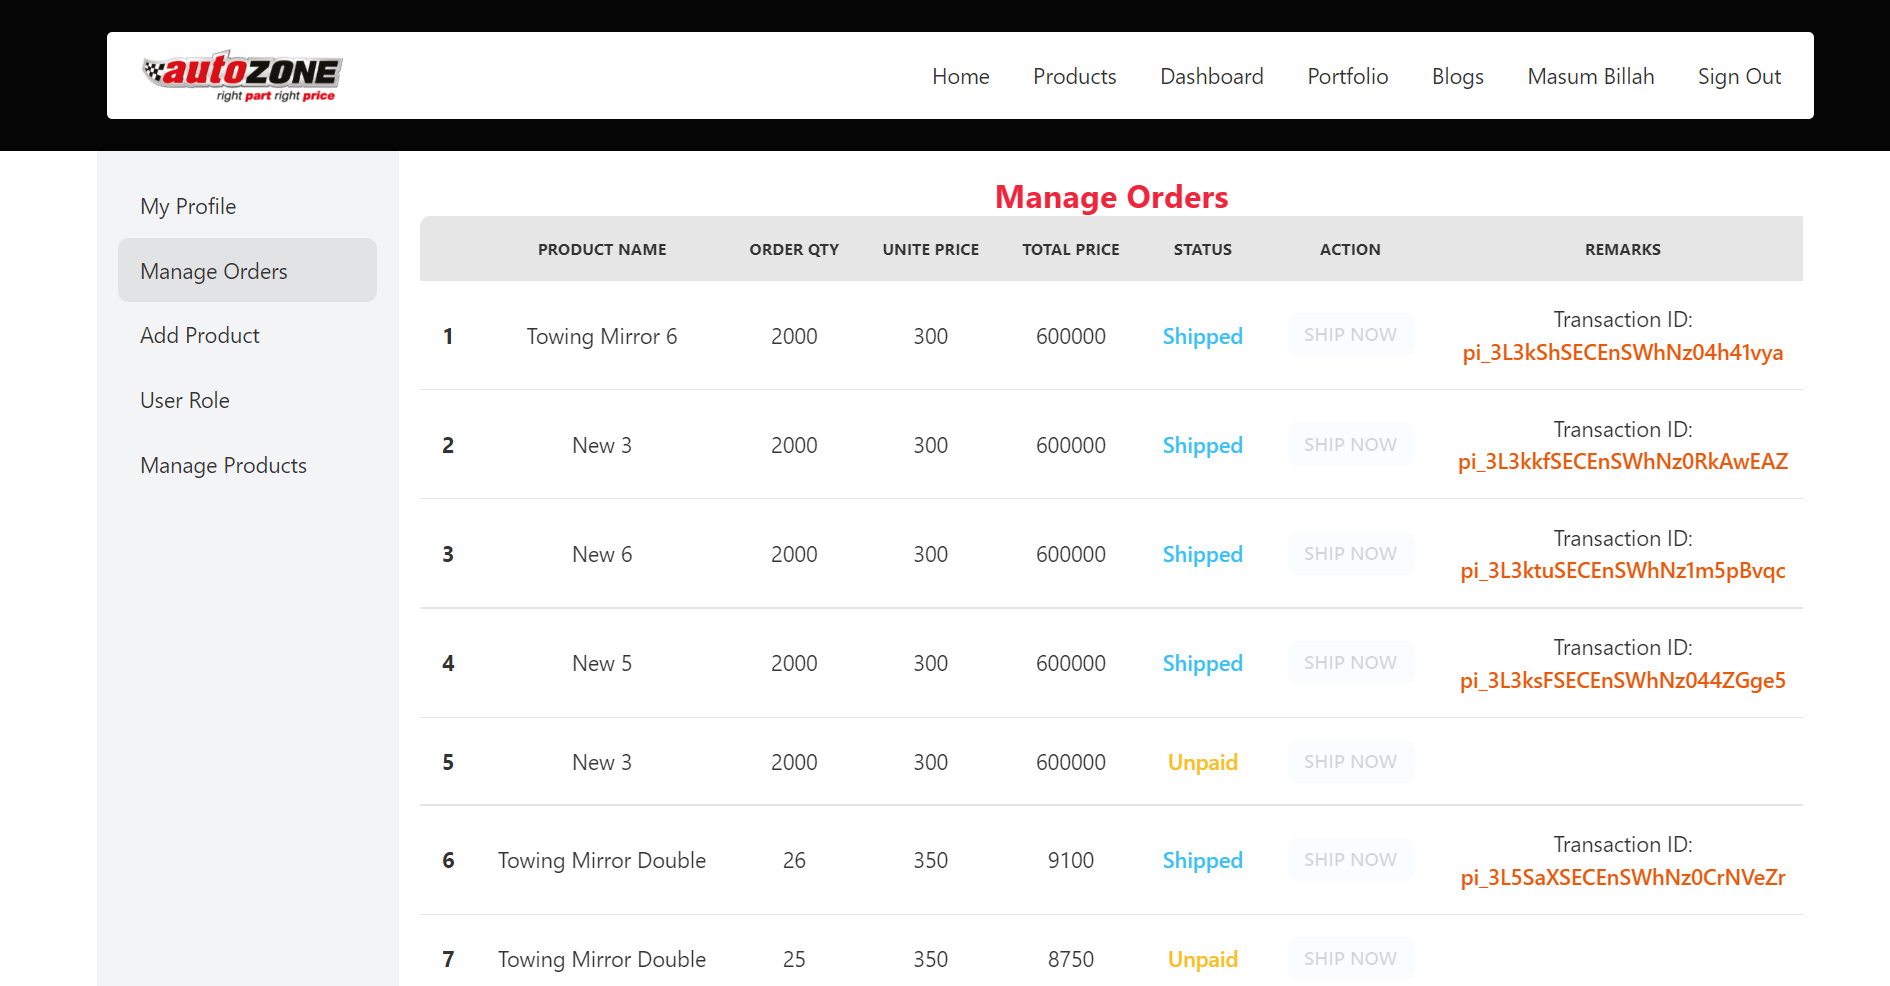 autoZONE
right part right price
Home Products Dashboard Portfolio Blogs Masum Billah Sign Out
My Profile
Manage Orders
Add Product
User Role
Manage Products
Manage Orders
PRODUCT NAME ORDER QTY UNITE PRICE TOTAL PRICE STATUS ACTION REMARKS
1 Towing Mirror 6 2000 300 600000 Shipped SHIP NOW Transaction ID:
pi_3L3kShSECEnSWhNz04h41vya
2 New 3 2000 300 600000 Shipped SHIP NOW Transaction ID:
pi_3L3kkfSECEnSWhNz0RkAwEAZ
3 New 6 2000 300 600000 Shipped SHIP NOW Transaction ID:
pi_3L3ktuSECEnSWhNz1m5pBvqc
4 New 5 2000 300 600000 Shipped SHIP NOW Transaction ID:
pi_3L3ksFSECEnSWhNz044ZGge5
5 New 3 2000 300 600000 Unpaid SHIP NOW
6 Towing Mirror Double 26 350 9100 Shipped SHIP NOW Transaction ID:
pi_3L5SaXSECEnSWhNz0CrNVeZr
7 Towing Mirror Double 25 350 8750 Unpaid SHIP NOW